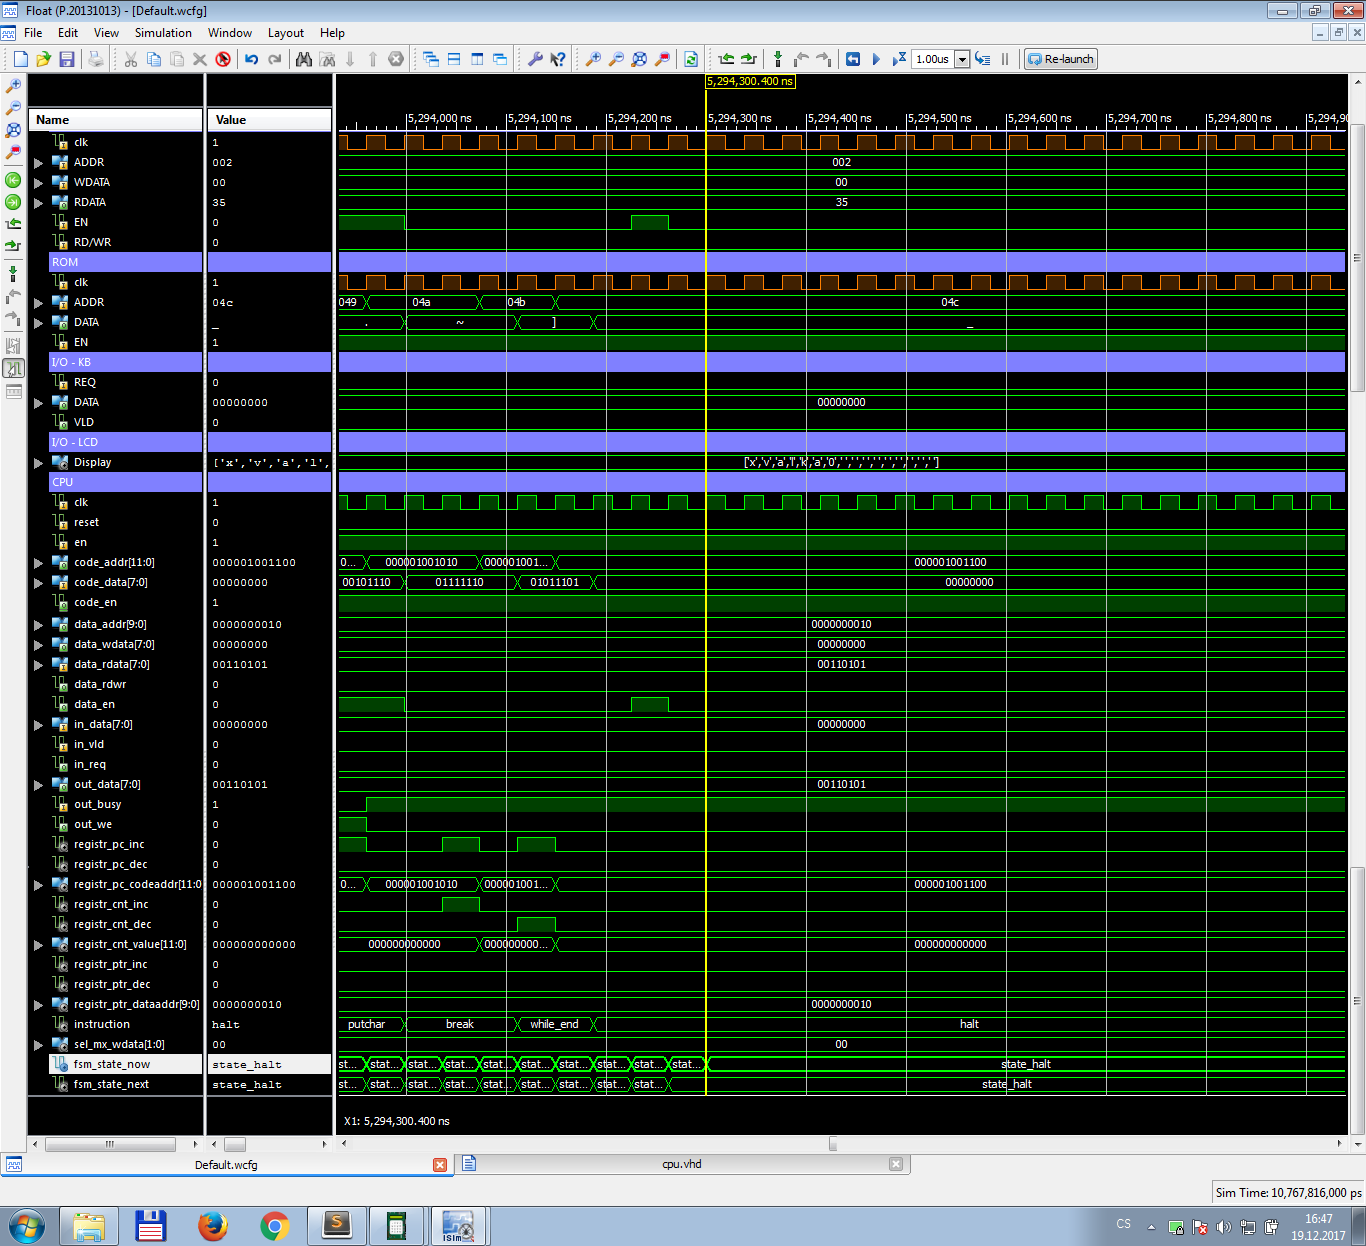 Float (P.20131013) - [Default.wcfg]
File Edit View Simulation Window Layout Help
1.00us Re-launch
5,294,300.400 ns
Name Value
5,294,000 ns 5,294,100 ns 5,294,200 ns 5,294,300 ns 5,294,400 ns 5,294,500 ns 5,294,600 ns 5,294,700 ns 5,294,800 ns 5,294,90
clk 1
ADDR 002 002
WDATA 00 00
RDATA 35 35
EN 0
RD/WR 0
ROM
clk 1
ADDR 04c 049 04a 04b 04c
DATA _ . ~ ] _
EN 1
I/O - KB
REQ 0
DATA 00000000 00000000
VLD 0
I/O - LCD
Display ['x','v','a','l', ['x','v','a','l','k','a','0',' ',' ',' ',' ',' ',' ',' ',' ',' ']
CPU
clk 1
reset 0
en 1
code_addr[11:0] 000001001100 0... 000001001010 000001001... 000001001100
code_data[7:0] 00000000 00101110 01111110 01011101 00000000
code_en 1
data_addr[9:0] 0000000010 0000000010
data_wdata[7:0] 00000000 00000000
data_rdata[7:0] 00110101 00110101
data_rdwr 0
data_en 0
in_data[7:0] 00000000 00000000
in_vld 0
in_req 0
out_data[7:0] 00110101 00110101
out_busy 1
out_we 0
registr_pc_inc 0
registr_pc_dec 0
registr_pc_codeaddr[11:0 000001001100 0... 000001001010 000001001... 000001001100
registr_cnt_inc 0
registr_cnt_dec 0
registr_cnt_value[11:0] 000000000000 000000000000 000000000... 000000000000
registr_ptr_inc 0
registr_ptr_dec 0
registr_ptr_dataaddr[9:0] 0000000010 0000000010
instruction halt putchar break while_end halt
sel_mx_wdata[1:0] 00 00
fsm_state_now state_halt st... stat... stat... stat... stat... stat... stat... stat... stat... state_halt
fsm_state_next state_halt st... stat... stat... stat... stat... stat... stat... stat... state_halt
X1: 5,294,300.400 ns
Default.wcfg cpu.vhd
Sim Time: 10,767,816,000 ps
ISim
CS 16:47
19.12.2017